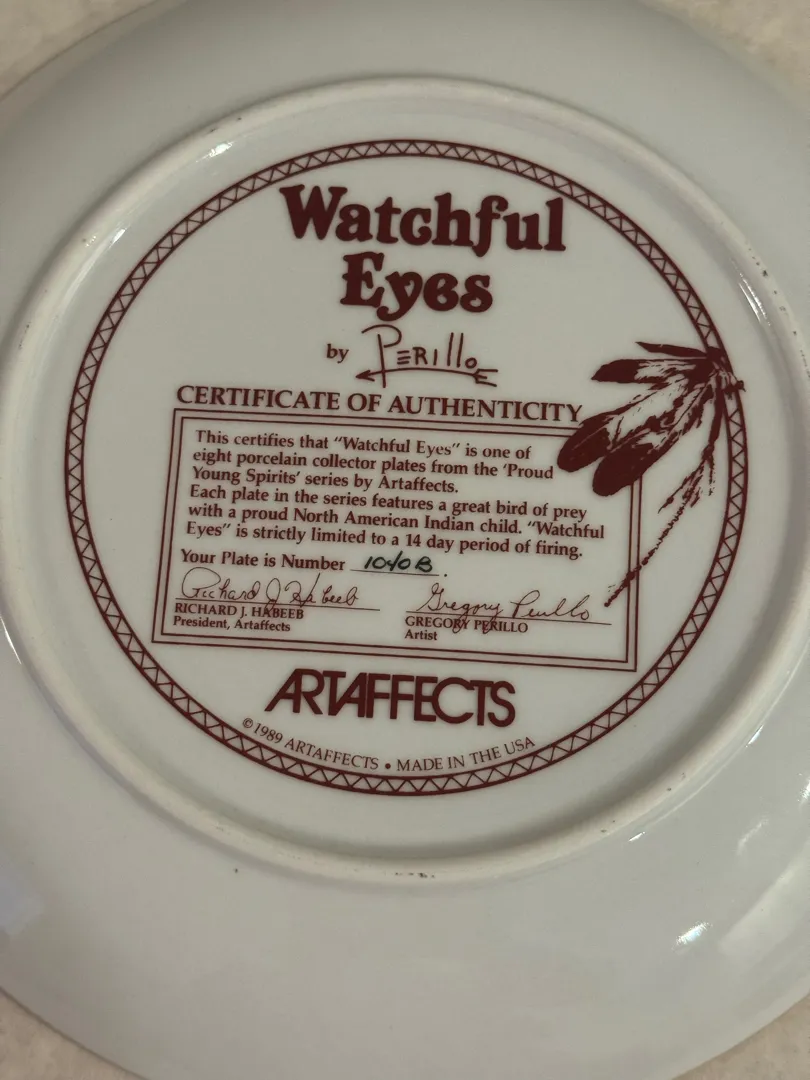 Watchful
Eyes
by PERIllo
CERTIFICATE OF AUTHENTICITY
This certifies that "Watchful Eyes" is one of
eight porcelain collector plates from the 'Proud
Young Spirits' series by Artaffects.
Each plate in the series features a great bird of prey
with a proud North American Indian child. "Watchful
Eyes" is strictly limited to a 14 day period of firing.
Your Plate is Number .
Richard J. Habeeb Gregory Perillo
RICHARD J. HABEEB GREGORY PERILLO
President, Artaffects Artist
ARTAFFECTS
© 1989 ARTAFFECTS • MADE IN THE USA